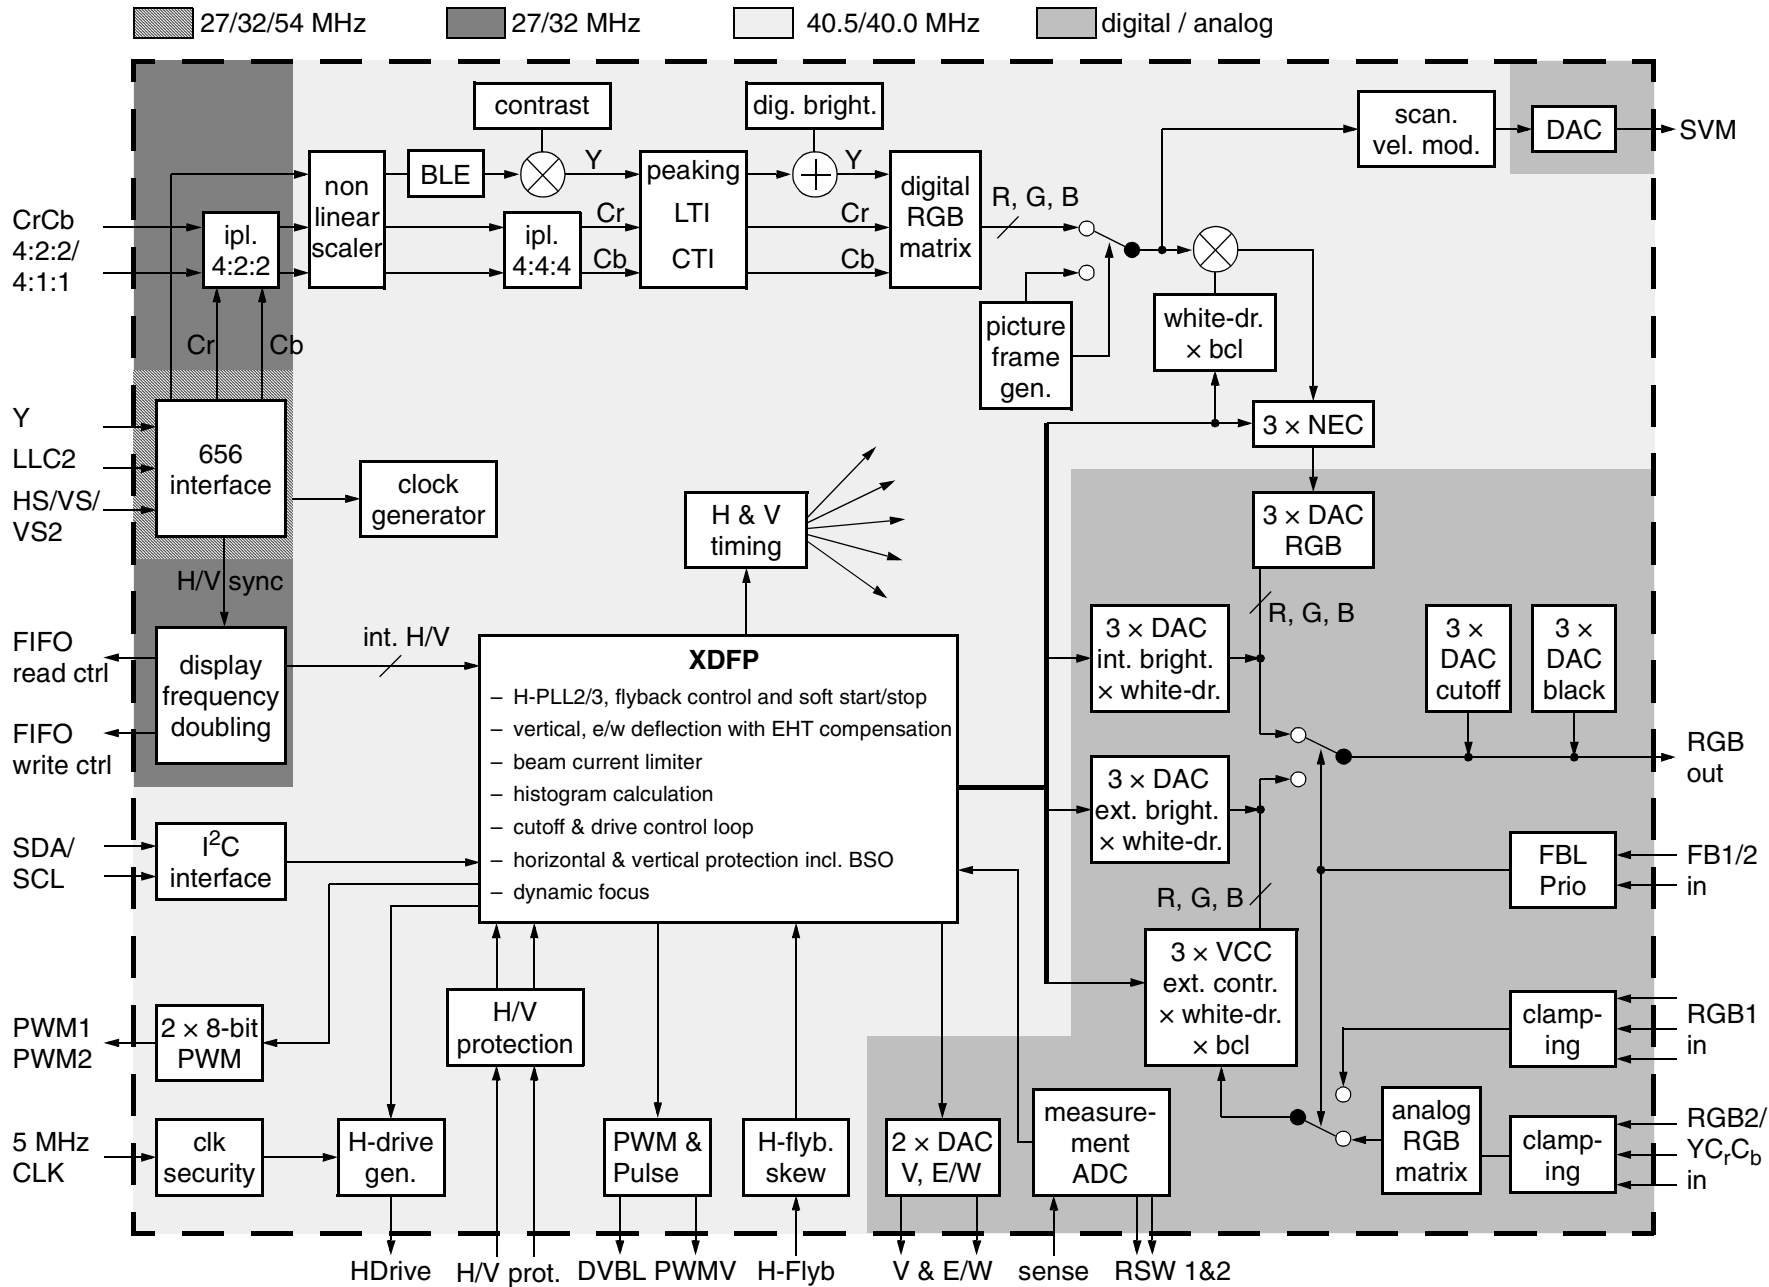 27/32/54 MHz
27/32 MHz
40.5/40.0 MHz
digital / analog
contrast
dig. bright.
scan.
vel. mod.
DAC
SVM
non
linear
scaler
BLE
Y
peaking
LTI
CTI
Y
digital
RGB
matrix
R, G, B
CrCb
4:2:2/
4:1:1
ipl.
4:2:2
ipl.
4:4:4
Cr
Cb
Cr
Cb
Cr
Cb
picture
frame
gen.
white-dr.
× bcl
Y
LLC2
HS/VS/
VS2
656
interface
clock
generator
3 × NEC
H & V
timing
3 × DAC
RGB
H/V sync
R, G, B
FIFO
read ctrl
FIFO
write ctrl
display
frequency
doubling
int. H/V
XDFP
– H-PLL2/3, flyback control and soft start/stop
– vertical, e/w deflection with EHT compensation
– beam current limiter
– histogram calculation
– cutoff & drive control loop
– horizontal & vertical protection incl. BSO
– dynamic focus
3 × DAC
int. bright.
× white-dr.
3 ×
DAC
cutoff
3 ×
DAC
black
RGB
out
3 × DAC
ext. bright.
× white-dr.
SDA/
SCL
I2C
interface
FBL
Prio
FB1/2
in
R, G, B
3 × VCC
ext. contr.
× white-dr.
× bcl
PWM1
PWM2
2 × 8-bit
PWM
H/V
protection
clamp-
ing
RGB1
in
5 MHz
CLK
clk
security
H-drive
gen.
PWM &
Pulse
H-flyb.
skew
2 × DAC
V, E/W
measure-
ment
ADC
analog
RGB
matrix
clamp-
ing
RGB2/
YCrCb
in
HDrive
H/V prot.
DVBL
PWMV
H-Flyb
V & E/W
sense
RSW 1&2